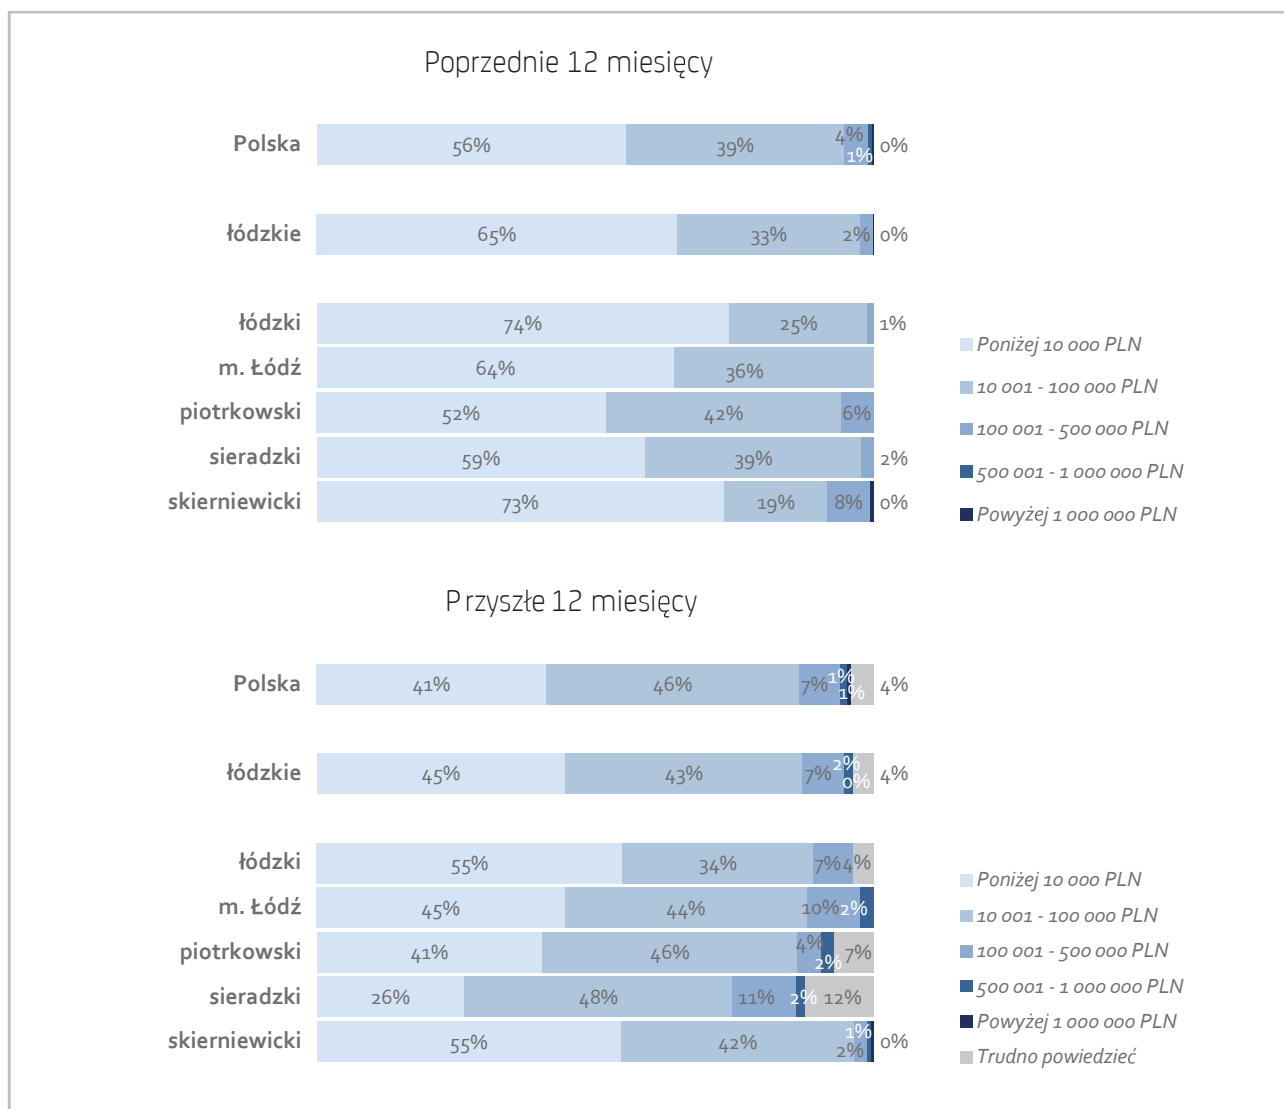 Poprzednie 12 miesięcy
Polska 56% 39% 4% 1% 0%
łódzkie 65% 33% 2% 0%
łódzki 74% 25% 1%
m. Łódź 64% 36%
piotrkowski 52% 42% 6%
sieradzki 59% 39% 2%
skierniewicki 73% 19% 8% 0%
Poniżej 10 000 PLN
10 001 - 100 000 PLN
100 001 - 500 000 PLN
500 001 - 1 000 000 PLN
Powyżej 1 000 000 PLN
Przyszłe 12 miesięcy
Polska 41% 46% 7% 1% 1% 4%
łódzkie 45% 43% 7% 2% 0% 4%
łódzki 55% 34% 7% 4%
m. Łódź 45% 44% 10% 2%
piotrkowski 41% 46% 4% 2% 7%
sieradzki 26% 48% 11% 2% 12%
skierniewicki 55% 42% 2% 1% 0%
Poniżej 10 000 PLN
10 001 - 100 000 PLN
100 001 - 500 000 PLN
500 001 - 1 000 000 PLN
Powyżej 1 000 000 PLN
Trudno powiedzieć